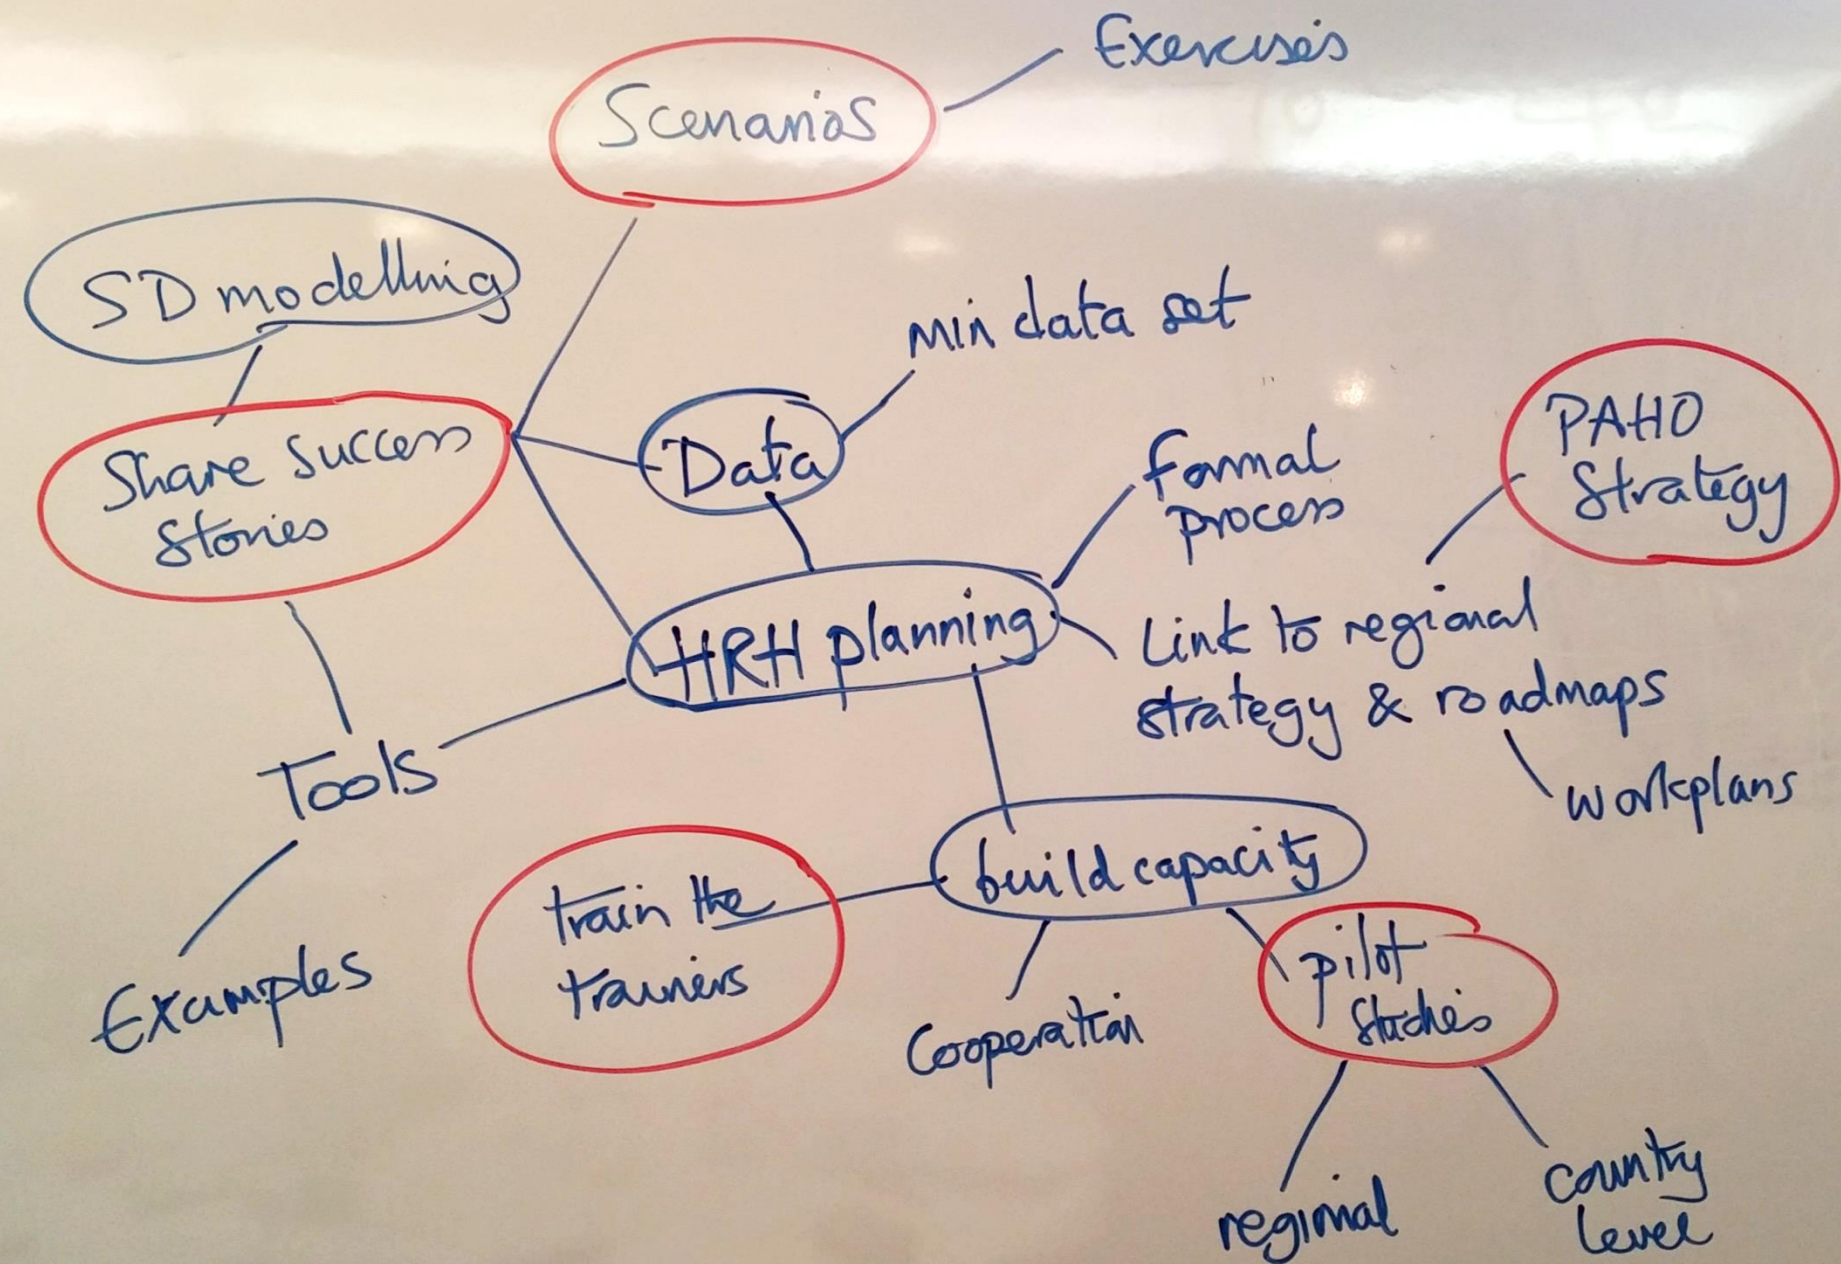 Exercises
Scenarios
SD modelling
min data set
Share Success
Stories
Data
PAHO
Strategy
formal
process
HRH planning
Link to regional
strategy & roadmaps
Tools
workplans
build capacity
train the
trainers
pilot
studies
Examples
Cooperation
regional
country
level